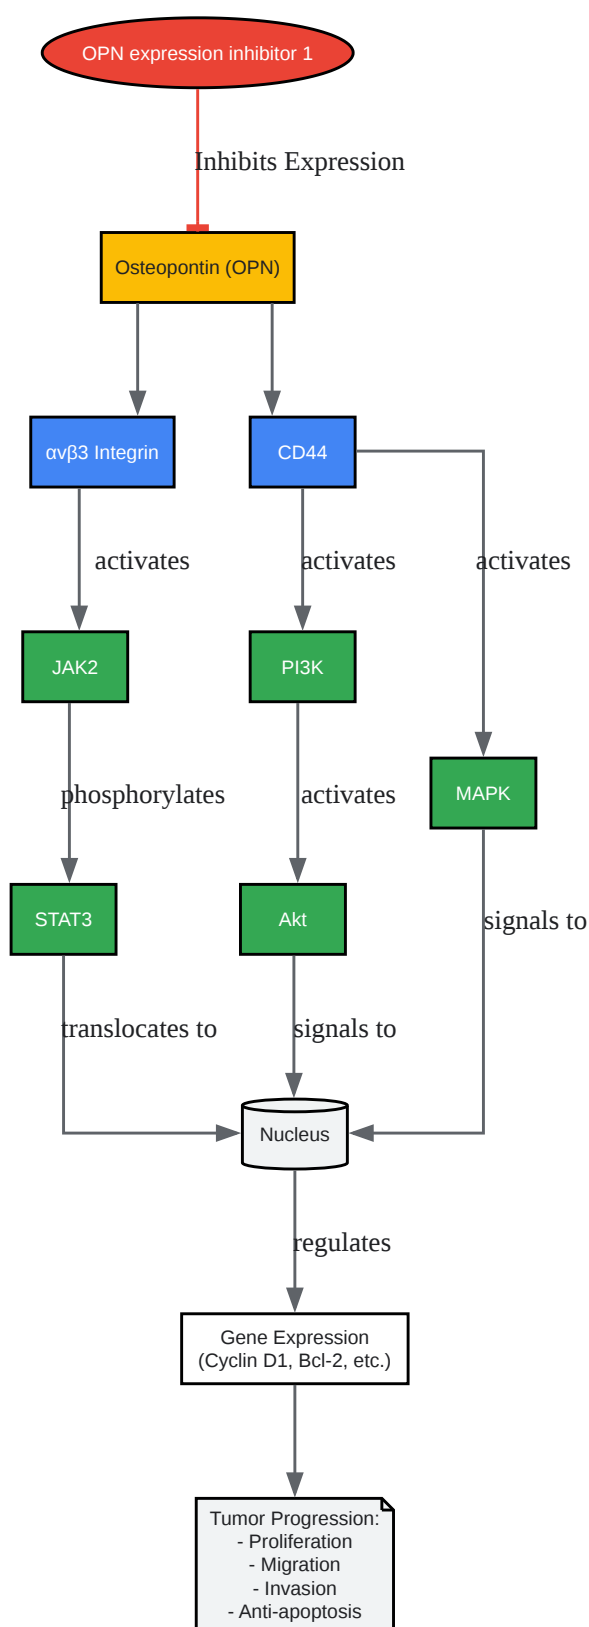 OPN expression inhibitor 1
Inhibits Expression
Osteopontin (OPN)
αvβ3 Integrin
CD44
activates
activates
activates
JAK2
PI3K
phosphorylates
activates
MAPK
STAT3
Akt
signals to
translocates to
signals to
Nucleus
regulates
Gene Expression
(Cyclin D1, Bcl-2, etc.)
Tumor Progression:
- Proliferation
- Migration
- Invasion
- Anti-apoptosis